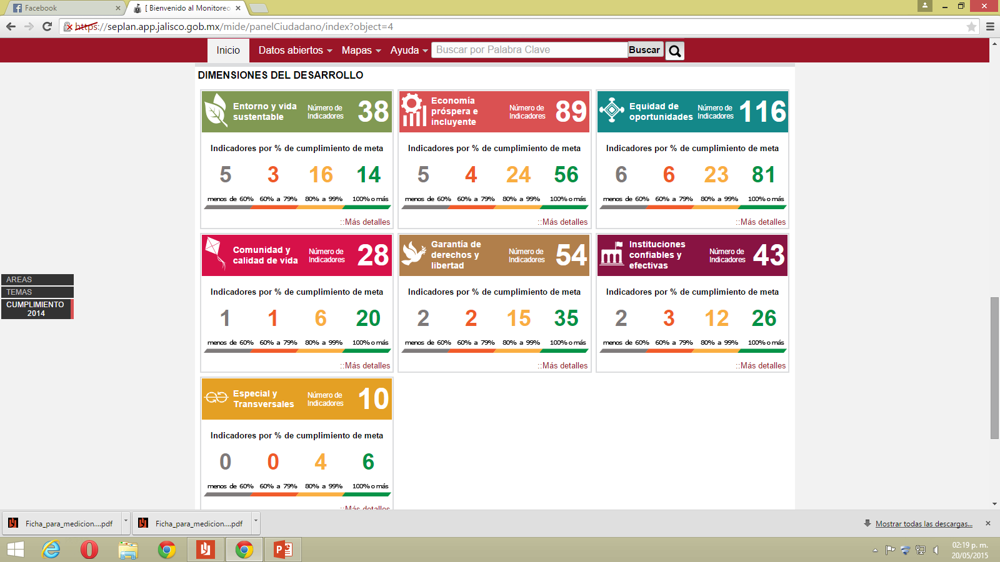 Facebook
[ Bienvenido al Monitoreo
https://seplan.app.jalisco.gob.mx/mide/panelCiudadano/index?object=4
Inicio
Datos abiertos
Mapas
Ayuda
Buscar por Palabra Clave
Buscar
DIMENSIONES DEL DESARROLLO
Entorno y vida
sustentable
Número de
Indicadores
38
Indicadores por % de cumplimiento de meta
5 3 16 14
menos de 60% 60% a 79% 80% a 99% 100% o más
::Más detalles
Economía
próspera e
incluyente
Número de
Indicadores
89
Indicadores por % de cumplimiento de meta
5 4 24 56
menos de 60% 60% a 79% 80% a 99% 100% o más
::Más detalles
Equidad de
oportunidades
Número de
Indicadores
116
Indicadores por % de cumplimiento de meta
6 6 23 81
menos de 60% 60% a 79% 80% a 99% 100% o más
::Más detalles
Comunidad y
calidad de vida
Número de
Indicadores
28
Indicadores por % de cumplimiento de meta
1 1 6 20
menos de 60% 60% a 79% 80% a 99% 100% o más
::Más detalles
Garantía de
derechos y
libertad
Número de
Indicadores
54
Indicadores por % de cumplimiento de meta
2 2 15 35
menos de 60% 60% a 79% 80% a 99% 100% o más
::Más detalles
Instituciones
confiables y
efectivas
Número de
Indicadores
43
Indicadores por % de cumplimiento de meta
2 3 12 26
menos de 60% 60% a 79% 80% a 99% 100% o más
::Más detalles
Especial y
Transversales
Número de
Indicadores
10
Indicadores por % de cumplimiento de meta
0 0 4 6
menos de 60% 60% a 79% 80% a 99% 100% o más
::Más detalles
AREAS
TEMAS
CUMPLIMIENTO
2014
Ficha_para_medicion....pdf
Ficha_para_medicion....pdf
Mostrar todas las descargas...
02:19 p. m.
20/05/2015